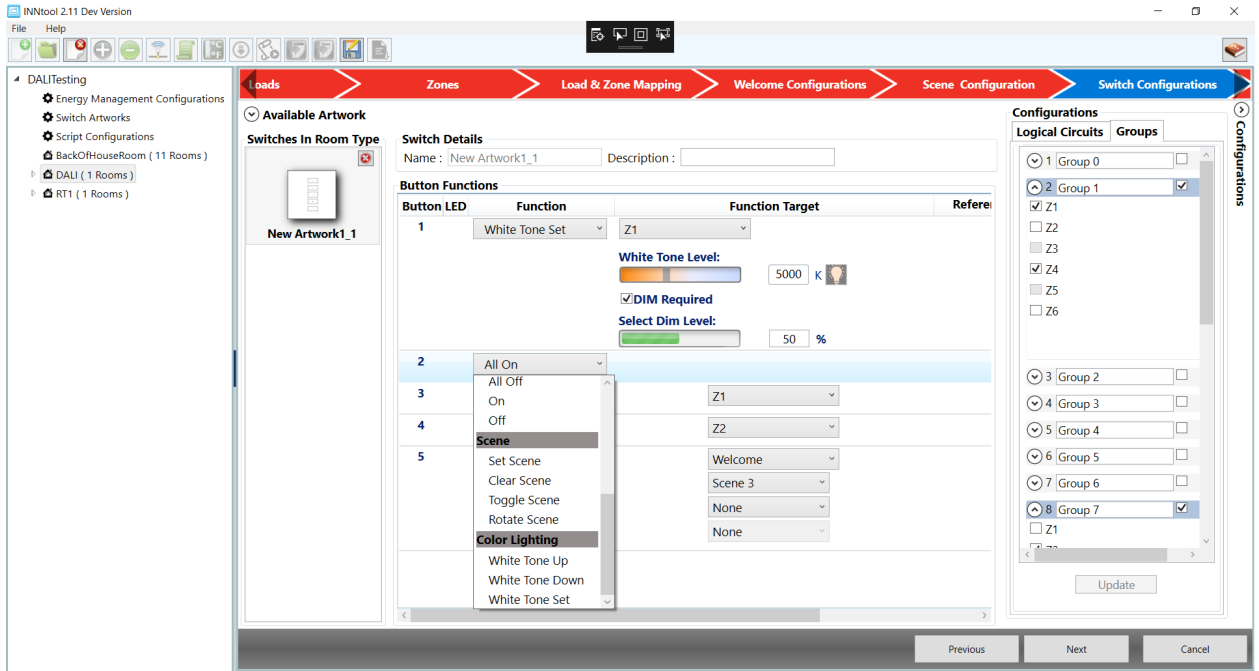 INNtool 2.11 Dev Version
File Help
DALITesting
Energy Management Configurations
Switch Artworks
Script Configurations
BackOfHouseRoom ( 11 Rooms )
DALI ( 1 Rooms )
RT1 ( 1 Rooms )
Loads Zones Load & Zone Mapping Welcome Configurations Scene Configuration Switch Configurations
Available Artwork
Switches In Room Type
New Artwork1_1
Switch Details
Name : New Artwork1_1 Description :
Button Functions
Button LED Function Function Target Referen
1 White Tone Set Z1
White Tone Level:
5000 K
DIM Required
Select Dim Level:
50 %
2 All On
3 Z1
4 Z2
5 Welcome
Scene 3
None
None
All Off
On
Off
Scene
Set Scene
Clear Scene
Toggle Scene
Rotate Scene
Color Lighting
White Tone Up
White Tone Down
White Tone Set
Configurations
Logical Circuits Groups
1 Group 0
2 Group 1
Z1
Z2
Z3
Z4
Z5
Z6
3 Group 2
4 Group 3
5 Group 4
6 Group 5
7 Group 6
8 Group 7
Z1
Update
Configurations
Previous Next Cancel